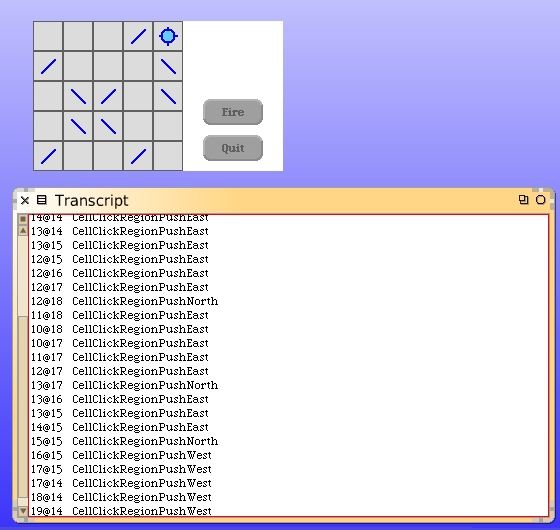 Fire
Quit
Transcript
14@14 CellClickRegionPushEast
13@14 CellClickRegionPushEast
13@15 CellClickRegionPushEast
12@15 CellClickRegionPushEast
12@16 CellClickRegionPushEast
12@17 CellClickRegionPushEast
12@18 CellClickRegionPushNorth
11@18 CellClickRegionPushEast
10@18 CellClickRegionPushEast
10@17 CellClickRegionPushEast
11@17 CellClickRegionPushEast
12@17 CellClickRegionPushEast
13@17 CellClickRegionPushNorth
13@16 CellClickRegionPushEast
13@15 CellClickRegionPushEast
14@15 CellClickRegionPushEast
15@15 CellClickRegionPushNorth
16@15 CellClickRegionPushWest
17@15 CellClickRegionPushWest
17@14 CellClickRegionPushWest
18@14 CellClickRegionPushWest
19@14 CellClickRegionPushWest